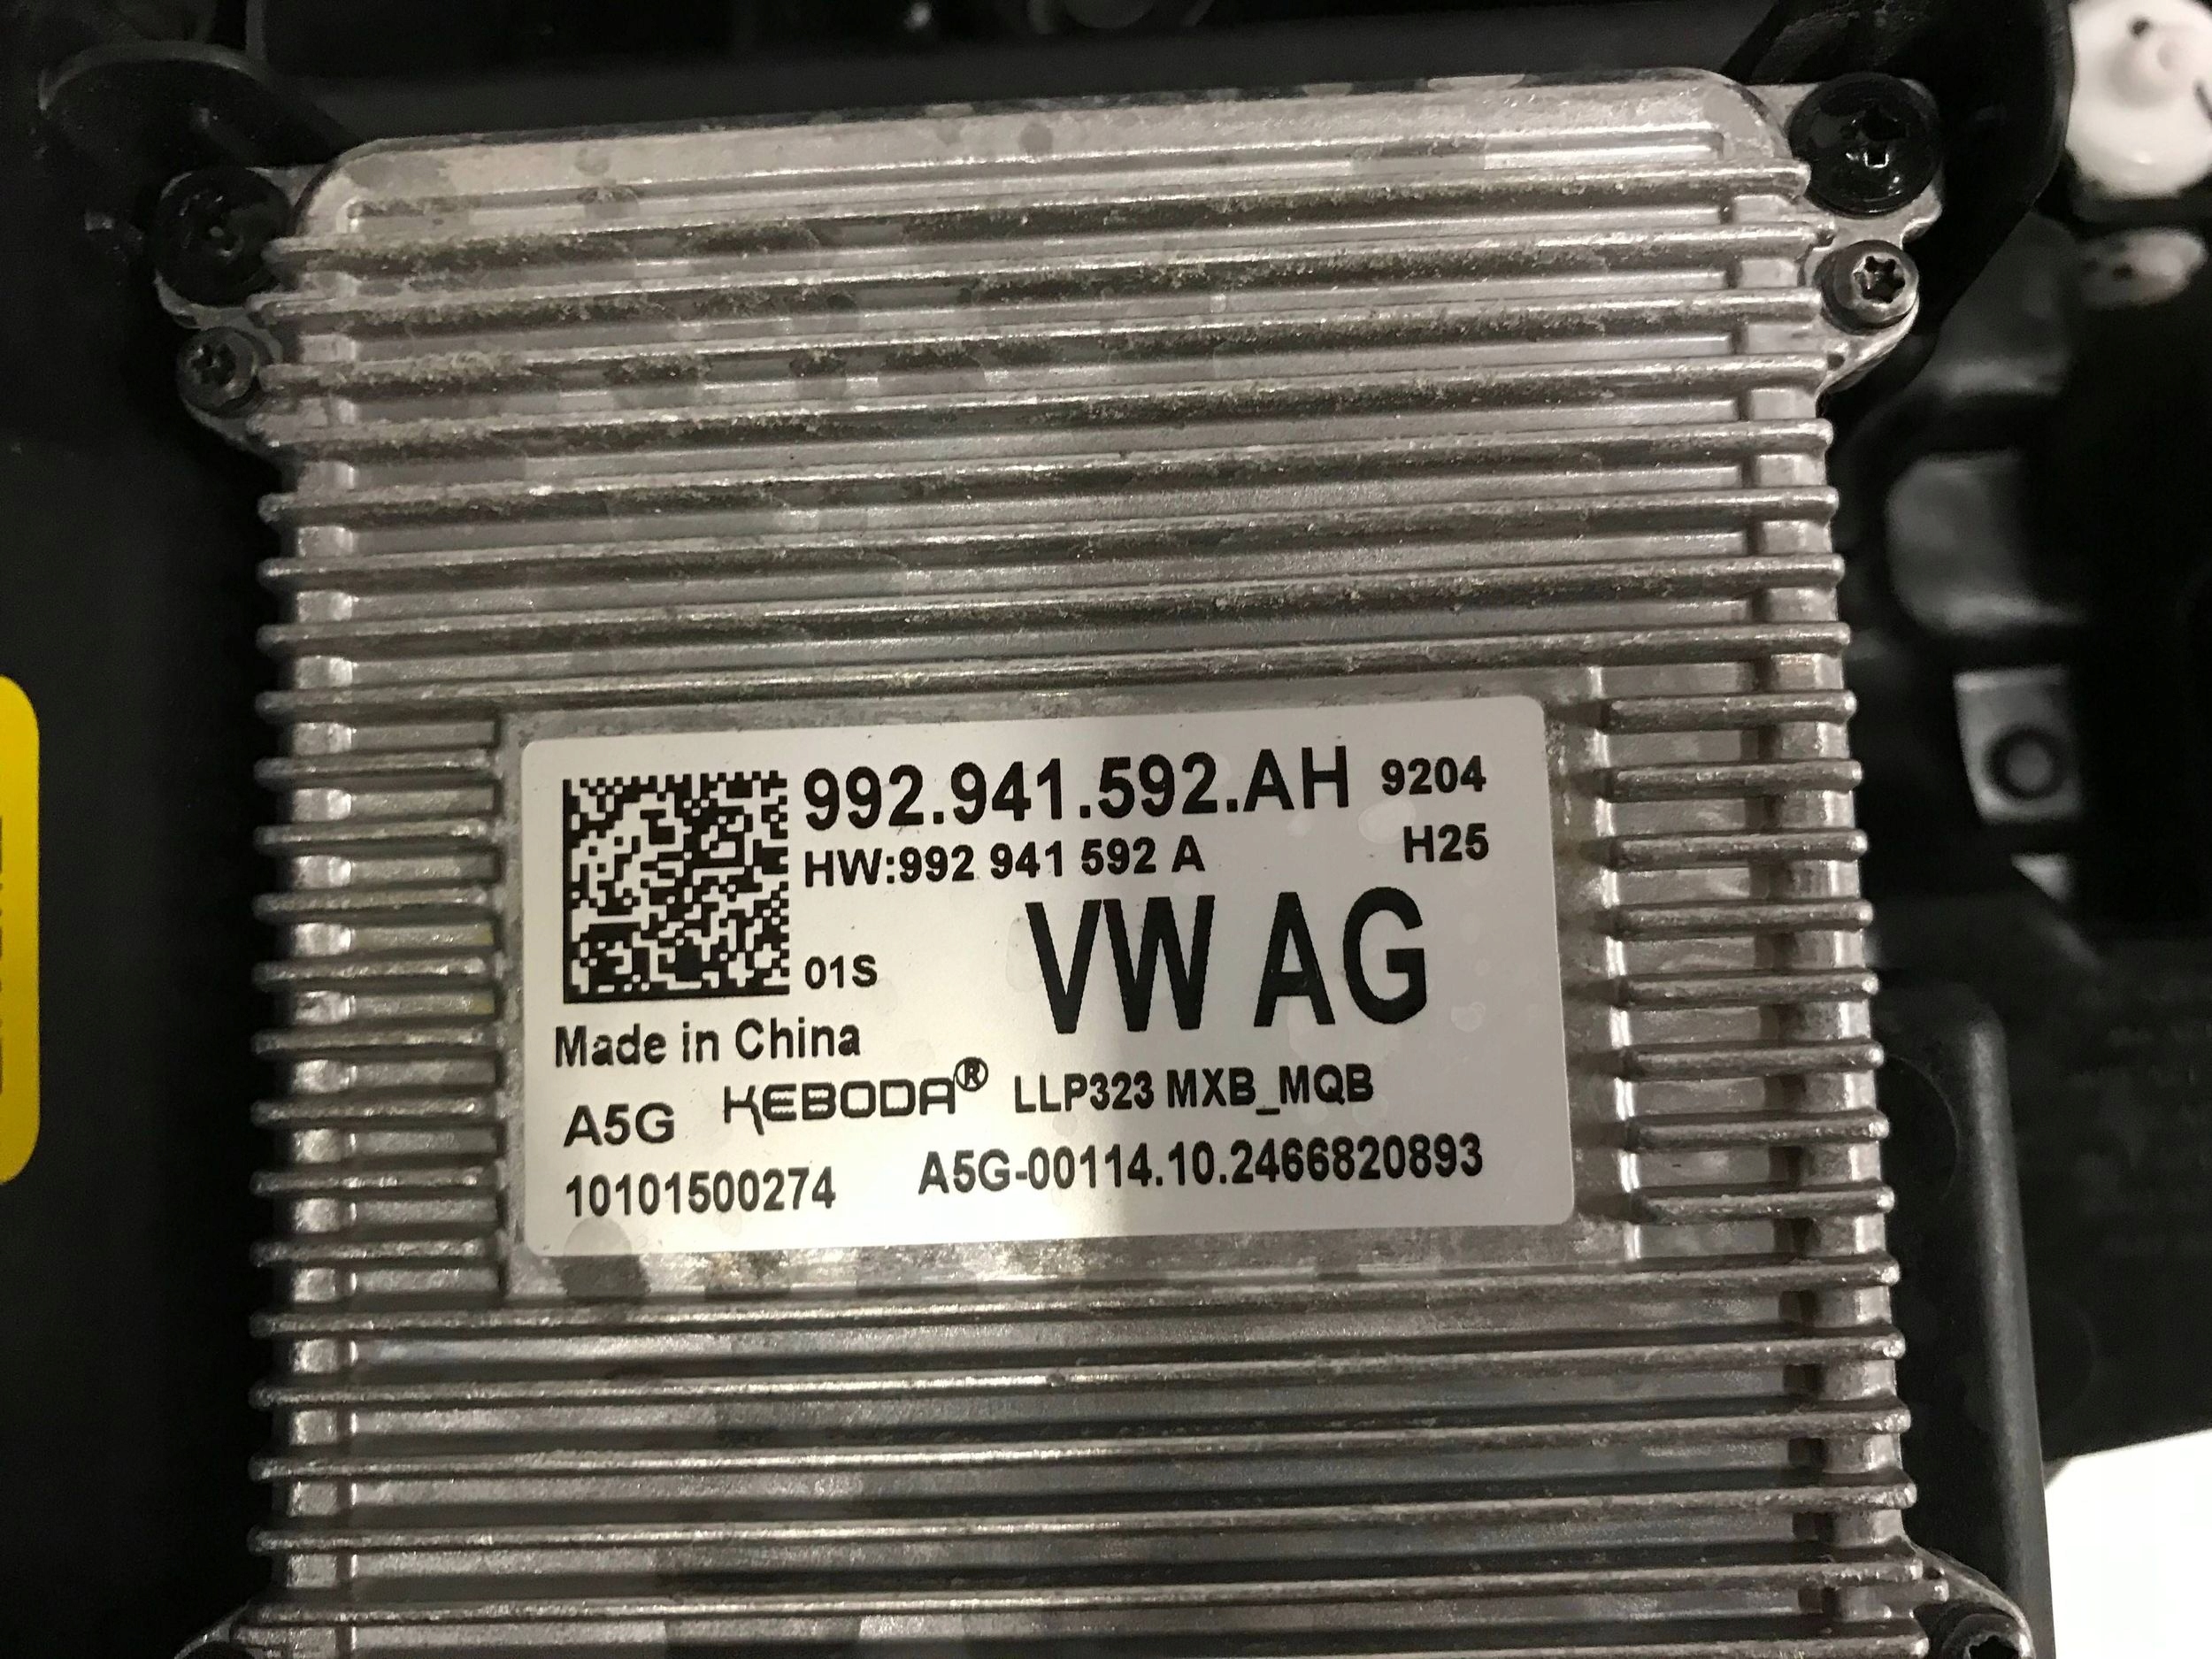 992.941.592.AH 9204
HW:992 941 592 A H25
VW AG
01S
Made in China
A5G KEBODA® LLP323 MXB_MQB
10101500274 A5G-00114.10.2466820893